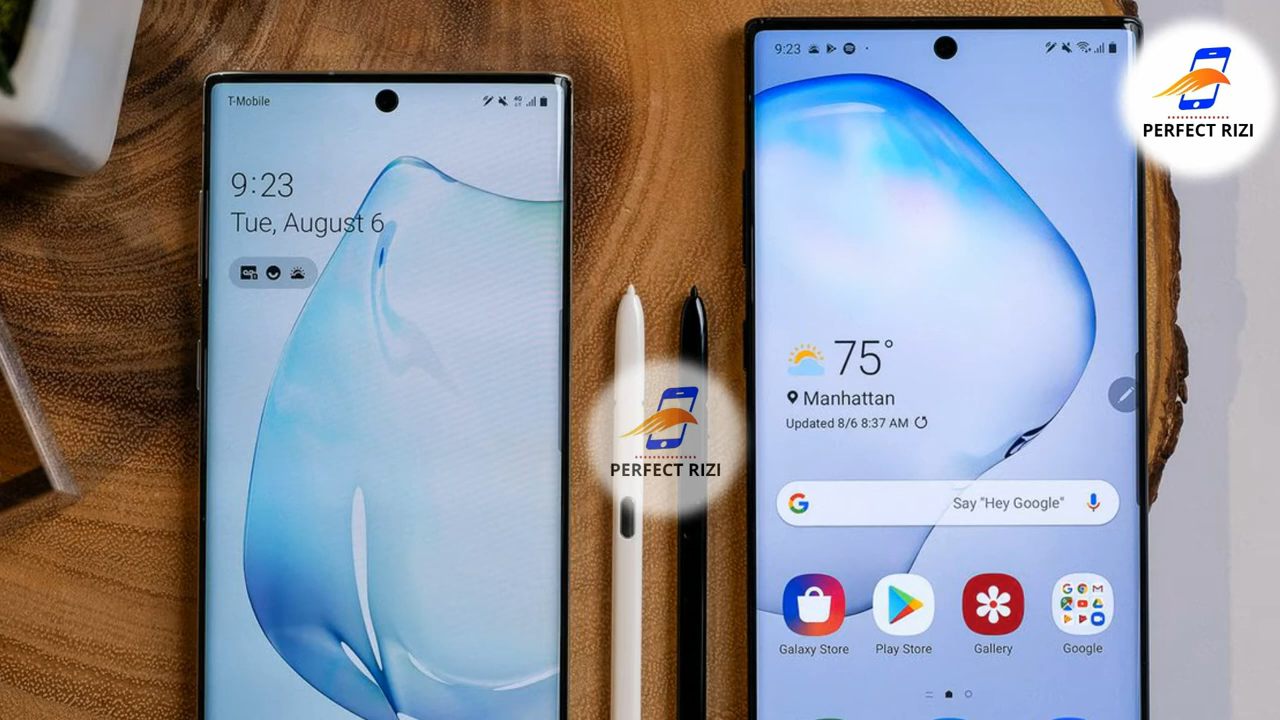 T-Mobile
9:23
Tue, August 6
9:23
75°
Manhattan
Updated 8/6 8:37 AM
Say "Hey Google"
Galaxy Store
Play Store
Gallery
Google
PERFECT RIZI
PERFECT RIZI